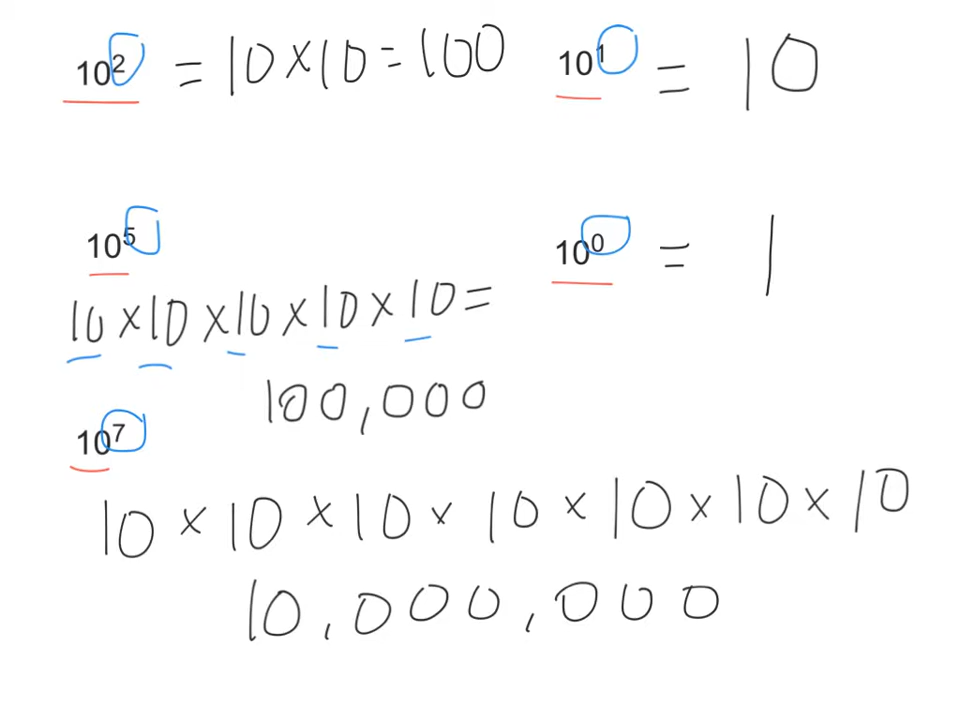 10² = 10 × 10 = 100
10¹ = 10
10⁵
10 × 10 × 10 × 10 × 10 =
100,000
10⁰ = 1
10⁷
10 × 10 × 10 × 10 × 10 × 10 × 10
10,000,000